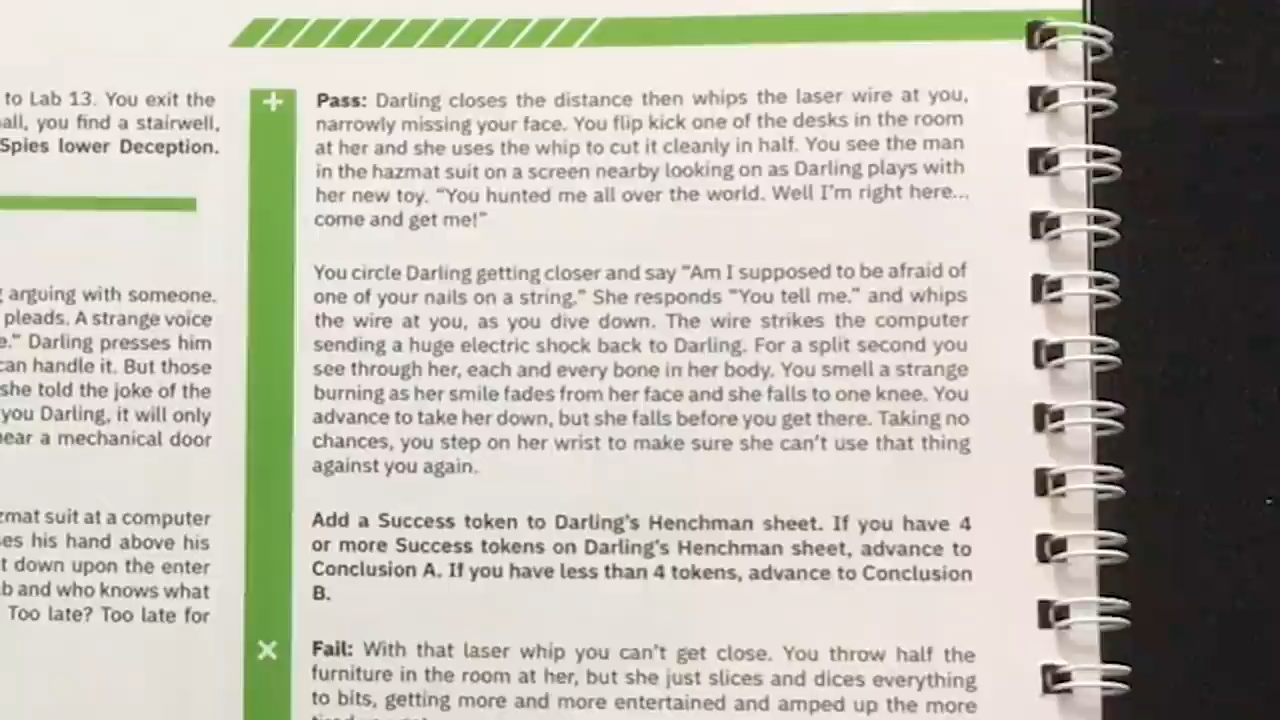 to Lab 13. You exit the
all, you find a stairwell,
Spies lower Deception.
arguing with someone.
pleads. A strange voice
e." Darling presses him
can handle it. But those
she told the joke of the
you Darling, it will only
hear a mechanical door
zmat suit at a computer
es his hand above his
t down upon the enter
b and who knows what
Too late? Too late for
+
Pass: Darling closes the distance then whips the laser wire at you,
narrowly missing your face. You flip kick one of the desks in the room
at her and she uses the whip to cut it cleanly in half. You see the man
in the hazmat suit on a screen nearby looking on as Darling plays with
her new toy. "You hunted me all over the world. Well I'm right here...
come and get me!"
You circle Darling getting closer and say "Am I supposed to be afraid of
one of your nails on a string." She responds "You tell me." and whips
the wire at you, as you dive down. The wire strikes the computer
sending a huge electric shock back to Darling. For a split second you
see through her, each and every bone in her body. You smell a strange
burning as her smile fades from her face and she falls to one knee. You
advance to take her down, but she falls before you get there. Taking no
chances, you step on her wrist to make sure she can't use that thing
against you again.
Add a Success token to Darling's Henchman sheet. If you have 4
or more Success tokens on Darling's Henchman sheet, advance to
Conclusion A. If you have less than 4 tokens, advance to Conclusion
B.
×
Fail: With that laser whip you can't get close. You throw half the
furniture in the room at her, but she just slices and dices everything
to bits, getting more and more entertained and amped up the more